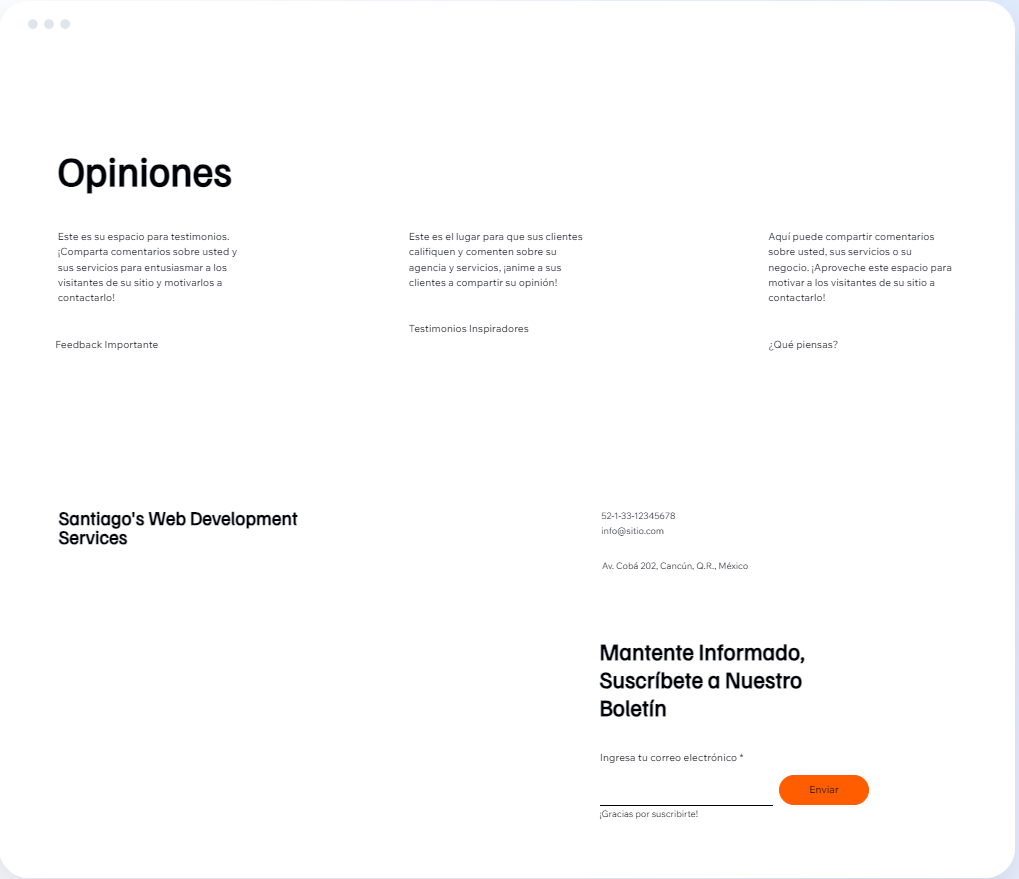 Opiniones
Este es su espacio para testimonios.
¡Comparta comentarios sobre usted y
sus servicios para entusiasmar a los
visitantes de su sitio y motivarlos a
contactarlo!
Feedback Importante
Este es el lugar para que sus clientes
califiquen y comenten sobre su
agencia y servicios, ¡anime a sus
clientes a compartir su opinión!
Testimonios Inspiradores
Aquí puede compartir comentarios
sobre usted, sus servicios o su
negocio. ¡Aproveche este espacio para
motivar a los visitantes de su sitio a
contactarlo!
¿Qué piensas?
Santiago's Web Development
Services
52-1-33-12345678
info@sitio.com
Av. Cobá 202, Cancún, Q.R., México
Mantente Informado,
Suscríbete a Nuestro
Boletín
Ingresa tu correo electrónico *
Enviar
¡Gracias por suscribirte!